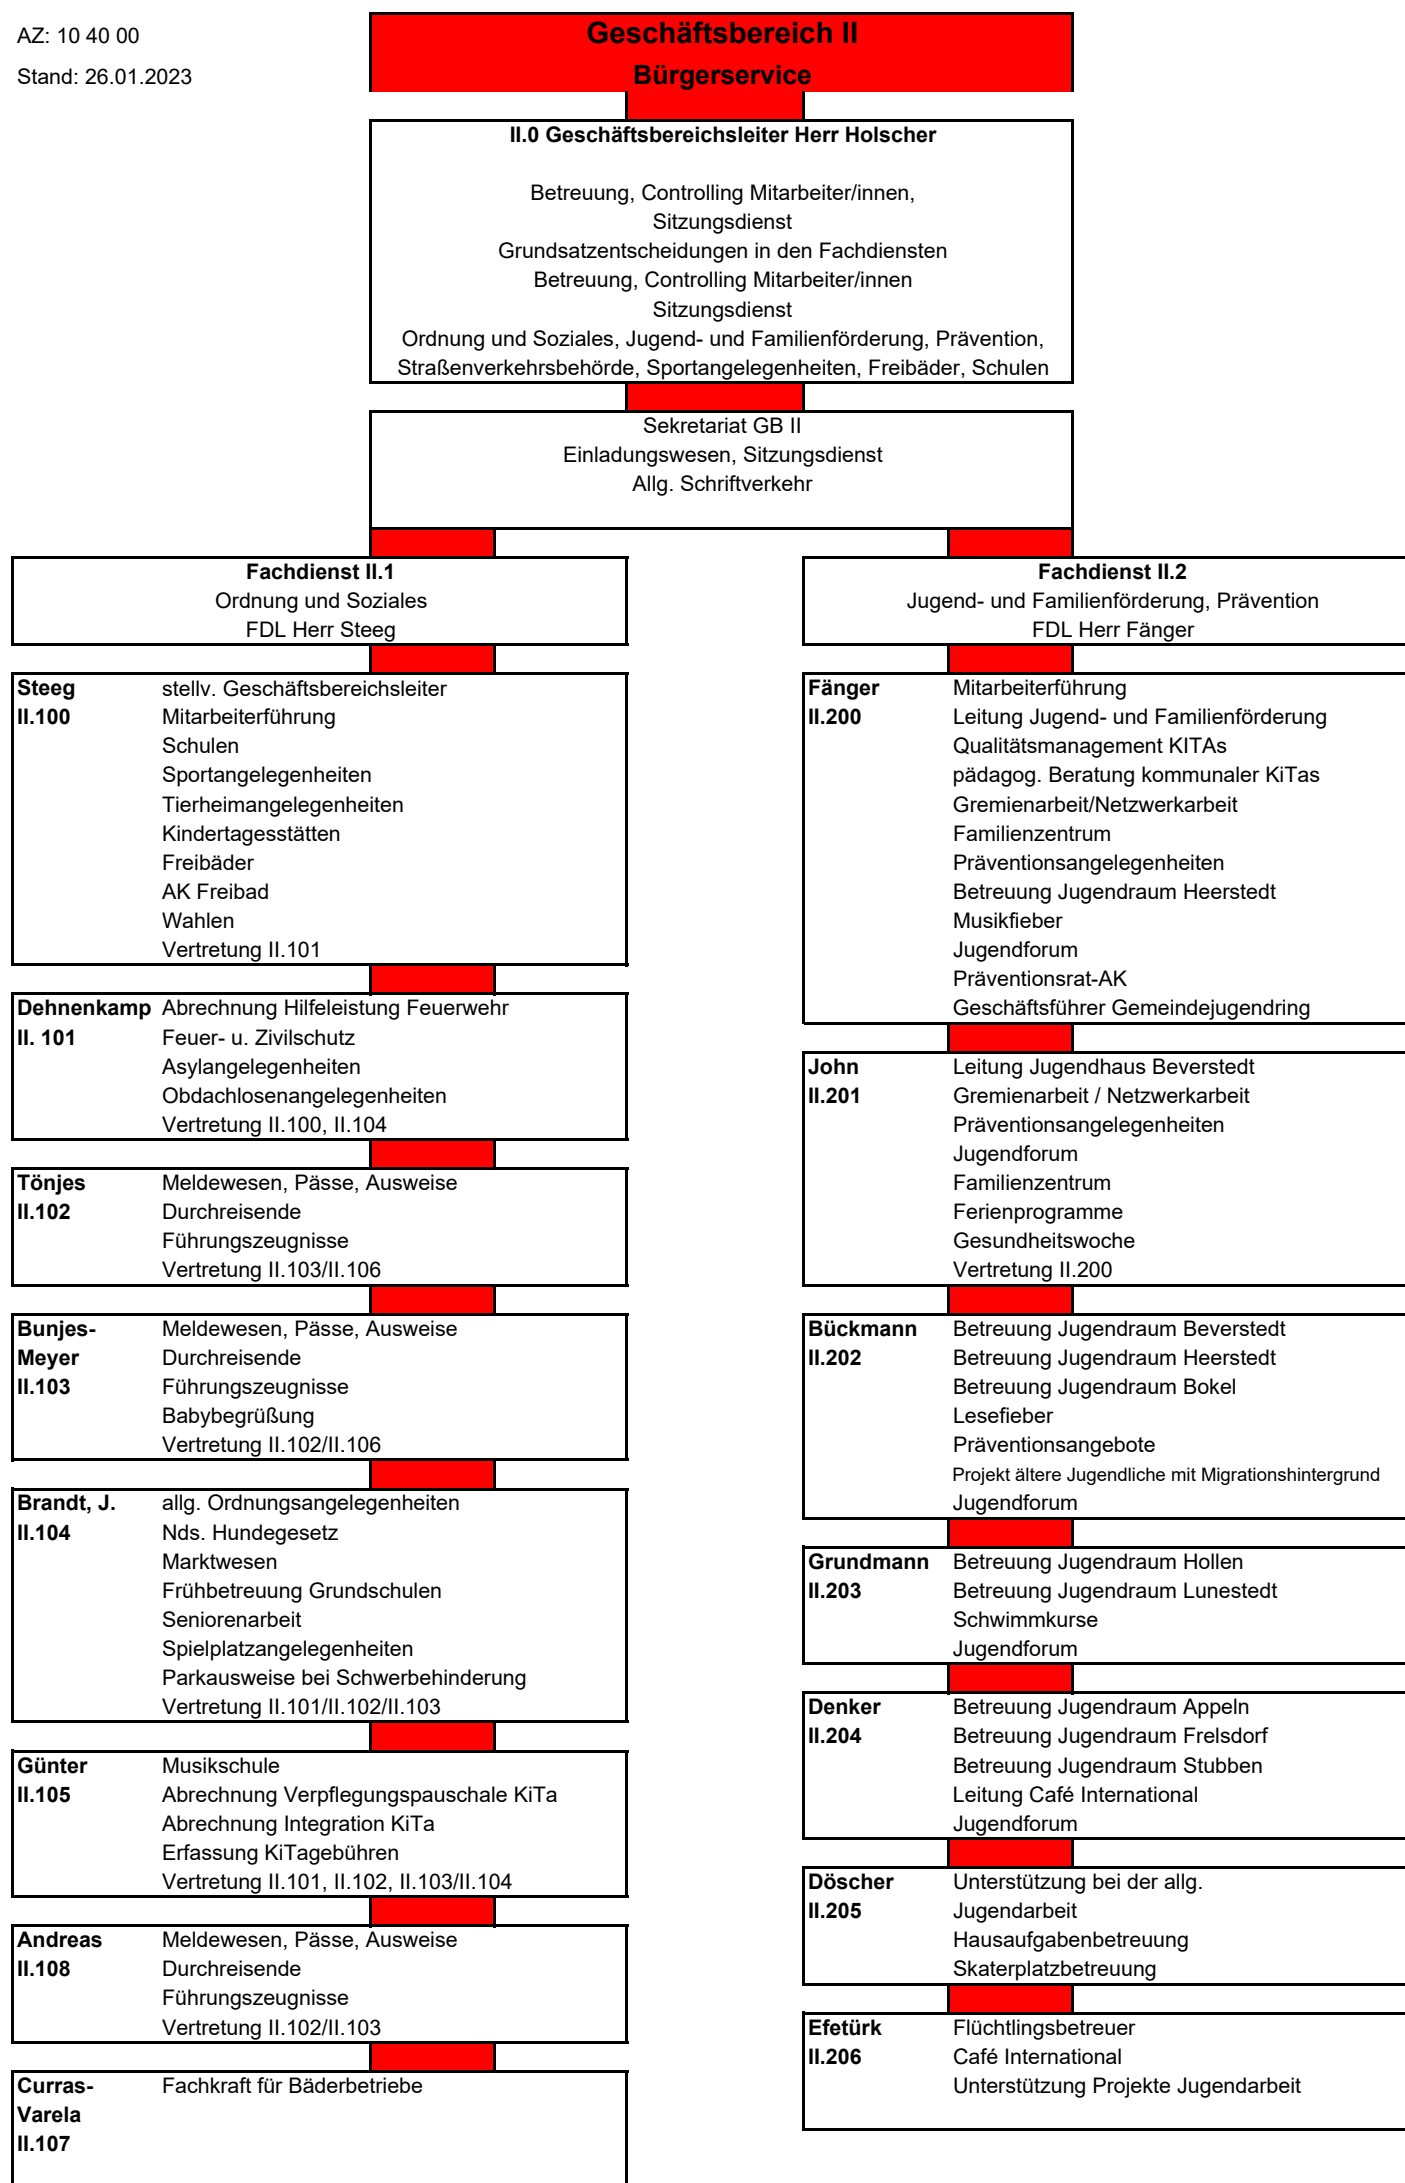 AZ: 10 40 00
Stand: 26.01.2023
Geschäftsbereich II
Bürgerservice
II.0 Geschäftsbereichsleiter Herr Holscher
Betreuung, Controlling Mitarbeiter/innen,
Sitzungsdienst
Grundsatzentscheidungen in den Fachdiensten
Betreuung, Controlling Mitarbeiter/innen
Sitzungsdienst
Ordnung und Soziales, Jugend- und Familienförderung, Prävention,
Straßenverkehrsbehörde, Sportangelegenheiten, Freibäder, Schulen
Sekretariat GB II
Einladungswesen, Sitzungsdienst
Allg. Schriftverkehr
Fachdienst II.1
Ordnung und Soziales
FDL Herr Steeg
Steeg stellv. Geschäftsbereichsleiter
II.100 Mitarbeiterführung
Schulen
Sportangelegenheiten
Tierheimangelegenheiten
Kindertagesstätten
Freibäder
AK Freibad
Wahlen
Vertretung II.101
Dehnenkamp Abrechnung Hilfeleistung Feuerwehr
II. 101 Feuer- u. Zivilschutz
Asylangelegenheiten
Obdachlosenangelegenheiten
Vertretung II.100, II.104
Tönjes Meldewesen, Pässe, Ausweise
II.102 Durchreisende
Führungszeugnisse
Vertretung II.103/II.106
Bunjes- Meldewesen, Pässe, Ausweise
Meyer Durchreisende
II.103 Führungszeugnisse
Babybegrüßung
Vertretung II.102/II.106
Brandt, J. allg. Ordnungsangelegenheiten
II.104 Nds. Hundegesetz
Marktwesen
Frühbetreuung Grundschulen
Seniorenarbeit
Spielplatzangelegenheiten
Parkausweise bei Schwerbehinderung
Vertretung II.101/II.102/II.103
Günter Musikschule
II.105 Abrechnung Verpflegungspauschale KiTa
Abrechnung Integration KiTa
Erfassung KiTagebühren
Vertretung II.101, II.102, II.103/II.104
Andreas Meldewesen, Pässe, Ausweise
II.108 Durchreisende
Führungszeugnisse
Vertretung II.102/II.103
Curras- Fachkraft für Bäderbetriebe
Varela
II.107
Fachdienst II.2
Jugend- und Familienförderung, Prävention
FDL Herr Fänger
Fänger Mitarbeiterführung
II.200 Leitung Jugend- und Familienförderung
Qualitätsmanagement KITAs
pädagog. Beratung kommunaler KiTas
Gremienarbeit/Netzwerkarbeit
Familienzentrum
Präventionsangelegenheiten
Betreuung Jugendraum Heerstedt
Musikfieber
Jugendforum
Präventionsrat-AK
Geschäftsführer Gemeindejugendring
John Leitung Jugendhaus Beverstedt
II.201 Gremienarbeit / Netzwerkarbeit
Präventionsangelegenheiten
Jugendforum
Familienzentrum
Ferienprogramme
Gesundheitswoche
Vertretung II.200
Bückmann Betreuung Jugendraum Beverstedt
II.202 Betreuung Jugendraum Heerstedt
Betreuung Jugendraum Bokel
Lesefieber
Präventionsangebote
Projekt ältere Jugendliche mit Migrationshintergrund
Jugendforum
Grundmann Betreuung Jugendraum Hollen
II.203 Betreuung Jugendraum Lunestedt
Schwimmkurse
Jugendforum
Denker Betreuung Jugendraum Appeln
II.204 Betreuung Jugendraum Frelsdorf
Betreuung Jugendraum Stubben
Leitung Café International
Jugendforum
Döscher Unterstützung bei der allg.
II.205 Jugendarbeit
Hausaufgabenbetreuung
Skaterplatzbetreuung
Efetürk Flüchtlingsbetreuer
II.206 Café International
Unterstützung Projekte Jugendarbeit